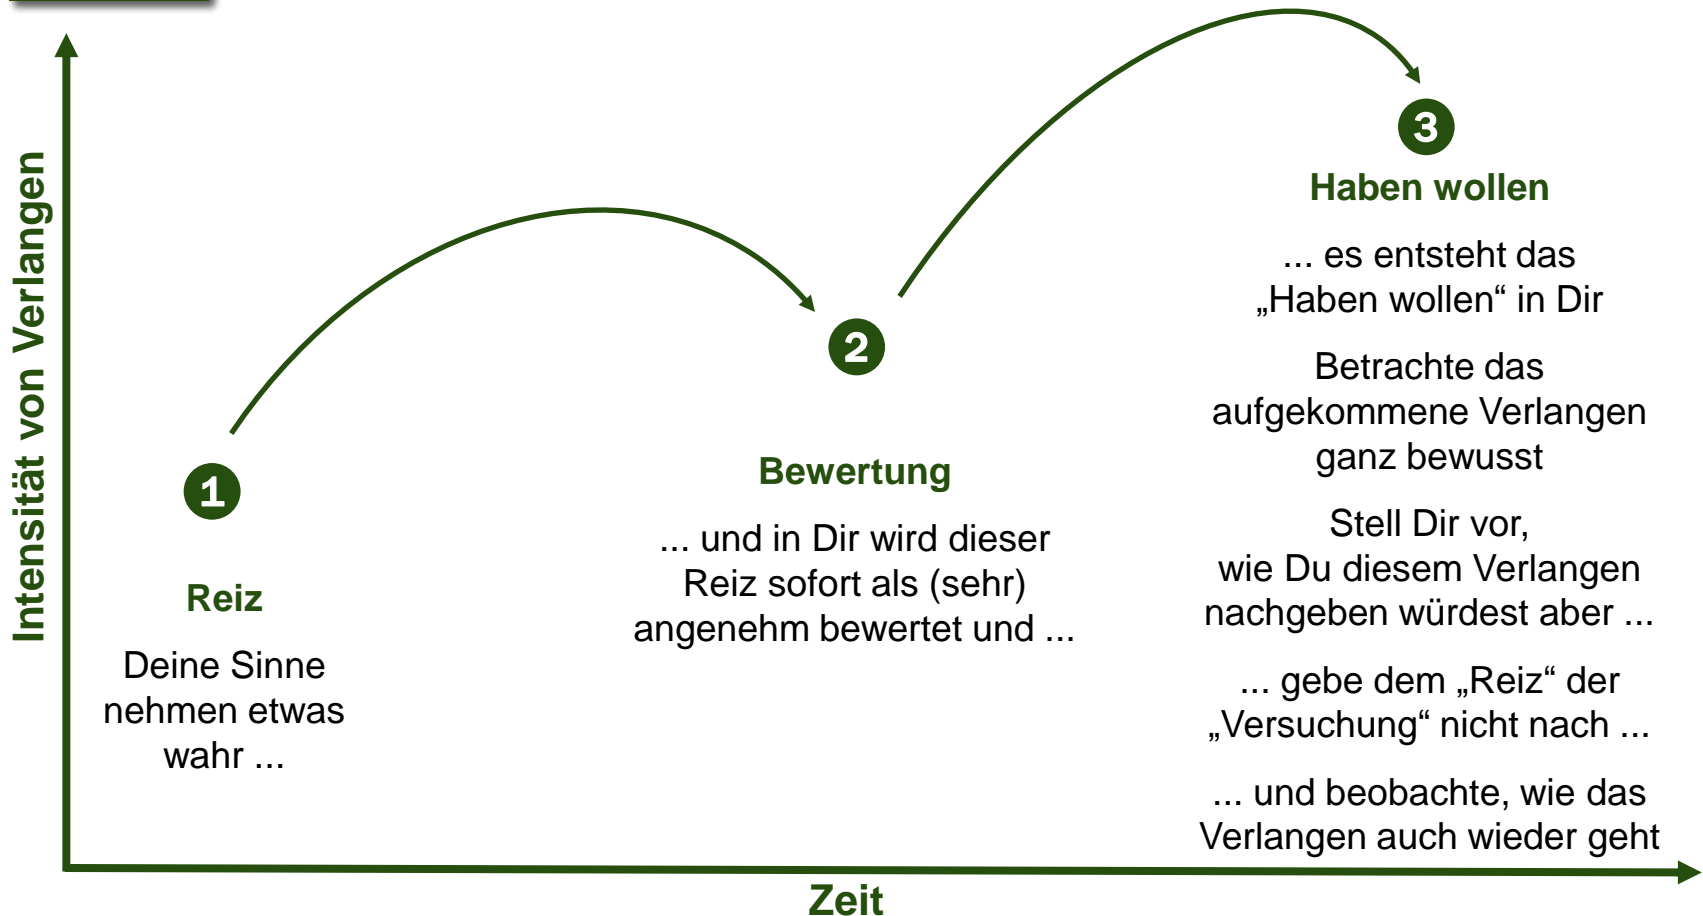 Intensität von Verlangen
1
Reiz
Deine Sinne
nehmen etwas
wahr ...
2
Bewertung
... und in Dir wird dieser
Reiz sofort als (sehr)
angenehm bewertet und ...
3
Haben wollen
... es entsteht das
„Haben wollen“ in Dir
Betrachte das
aufgekommene Verlangen
ganz bewusst
Stell Dir vor,
wie Du diesem Verlangen
nachgeben würdest aber ...
... gebe dem „Reiz“ der
„Versuchung“ nicht nach ...
... und beobachte, wie das
Verlangen auch wieder geht
Zeit